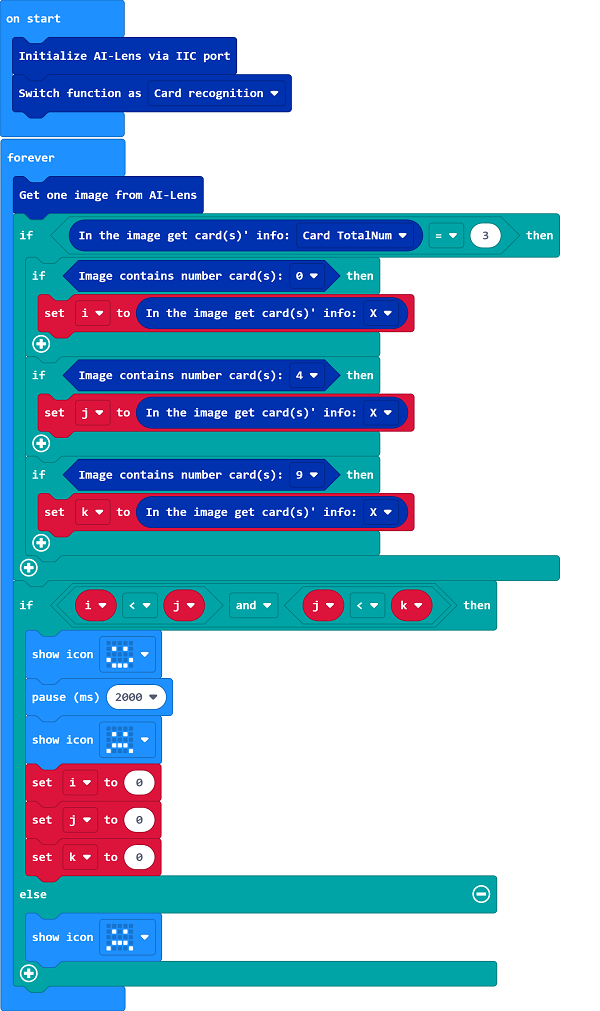 on start
Initialize AI-Lens via IIC port
Switch function as Card recognition
forever
Get one image from AI-Lens
if In the image get card(s)' info: Card TotalNum = 3 then
if Image contains number card(s): 0 then
set i to In the image get card(s)' info: X
if Image contains number card(s): 4 then
set j to In the image get card(s)' info: X
if Image contains number card(s): 9 then
set k to In the image get card(s)' info: X
if i < j and j < k then
show icon
pause (ms) 2000
show icon
set i to 0
set j to 0
set k to 0
else
show icon